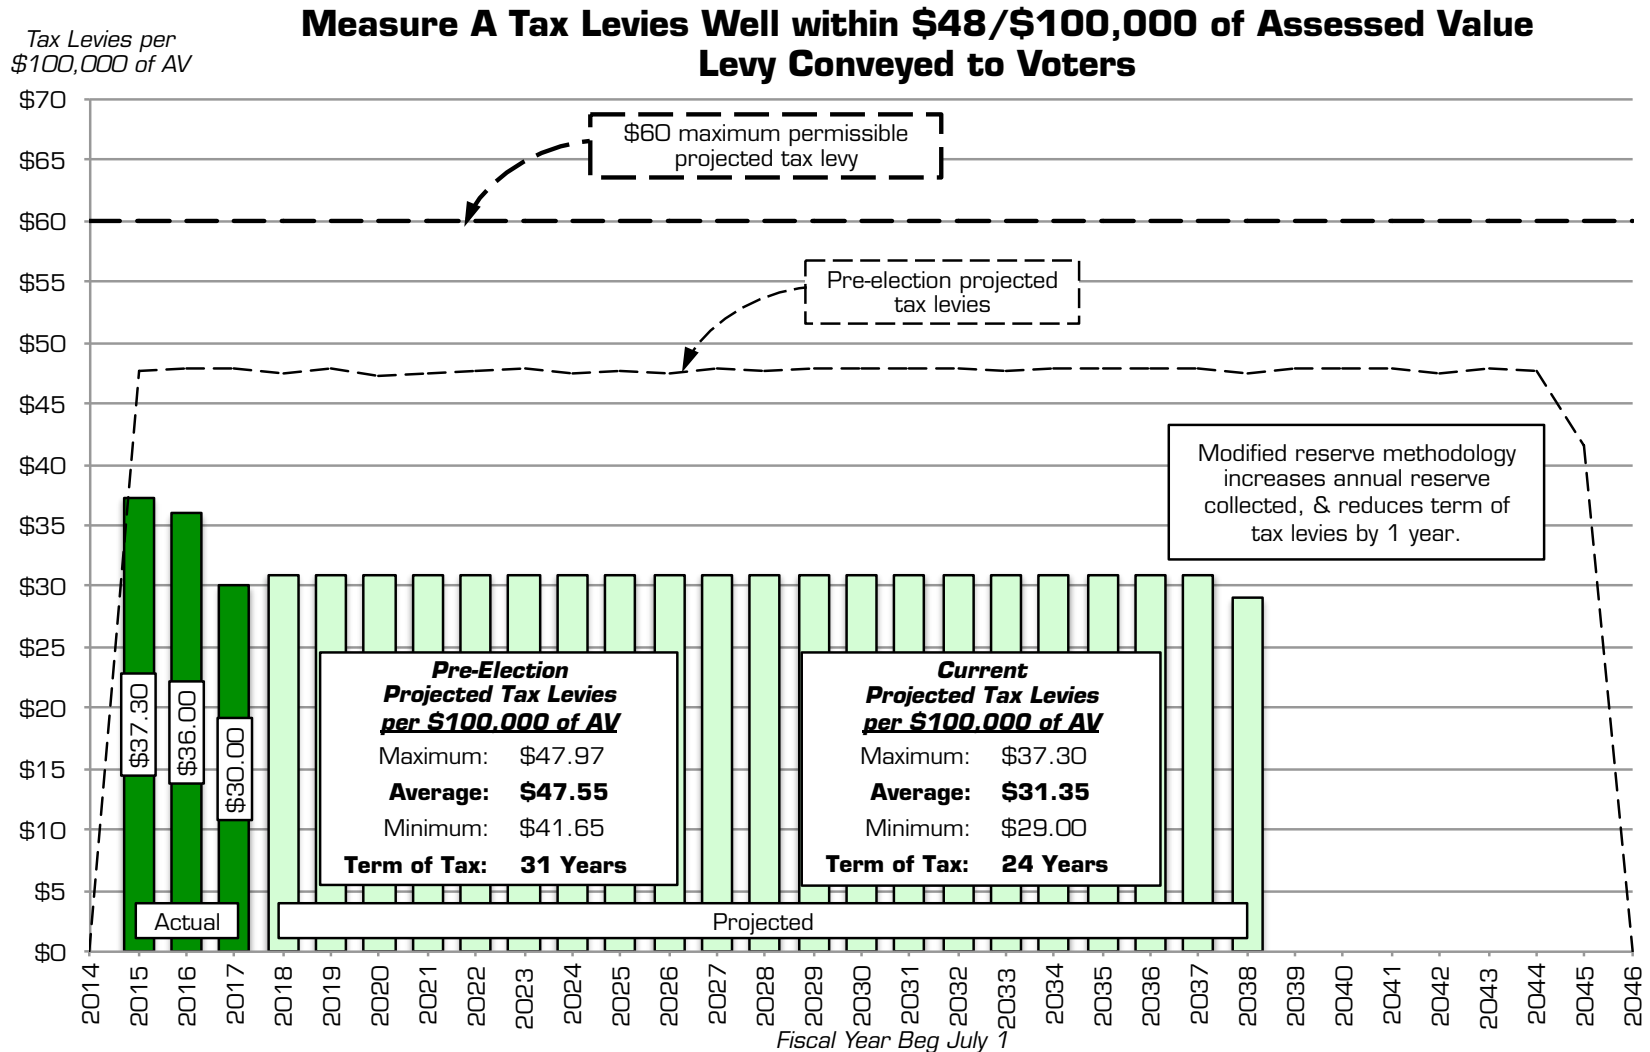 Measure A Tax Levies Well within $48/$100,000 of Assessed Value
Levy Conveyed to Voters
Tax Levies per
$100,000 of AV
$70
$65
$60
$55
$50
$45
$40
$35
$30
$25
$20
$15
$10
$5
$0
$60 maximum permissible
projected tax levy
Pre-election projected
tax levies
Modified reserve methodology
increases annual reserve
collected, & reduces term of
tax levies by 1 year.
$37.30
$36.00
$30.00
Pre-Election
Projected Tax Levies
per $100,000 of AV
Maximum: $47.97
Average: $47.55
Minimum: $41.65
Term of Tax: 31 Years
Current
Projected Tax Levies
per $100,000 of AV
Maximum: $37.30
Average: $31.35
Minimum: $29.00
Term of Tax: 24 Years
Actual
Projected
2014
2015
2016
2017
2018
2019
2020
2021
2022
2023
2024
2025
2026
2027
2028
2029
2030
2031
2032
2033
2034
2035
2036
2037
2038
2039
2040
2041
2042
2043
2044
2045
2046
Fiscal Year Beg July 1